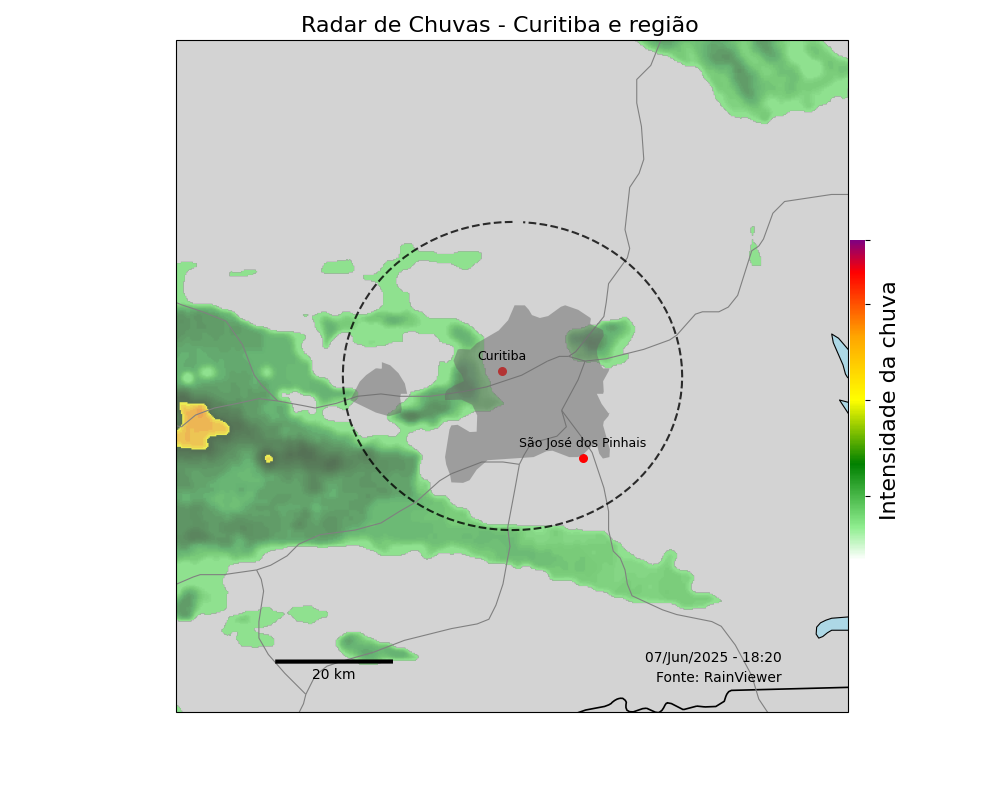 Radar de Chuvas - Curitiba e região
Curitiba
São José dos Pinhais
Intensidade da chuva
07/Jun/2025 - 18:20
Fonte: RainViewer
20 km